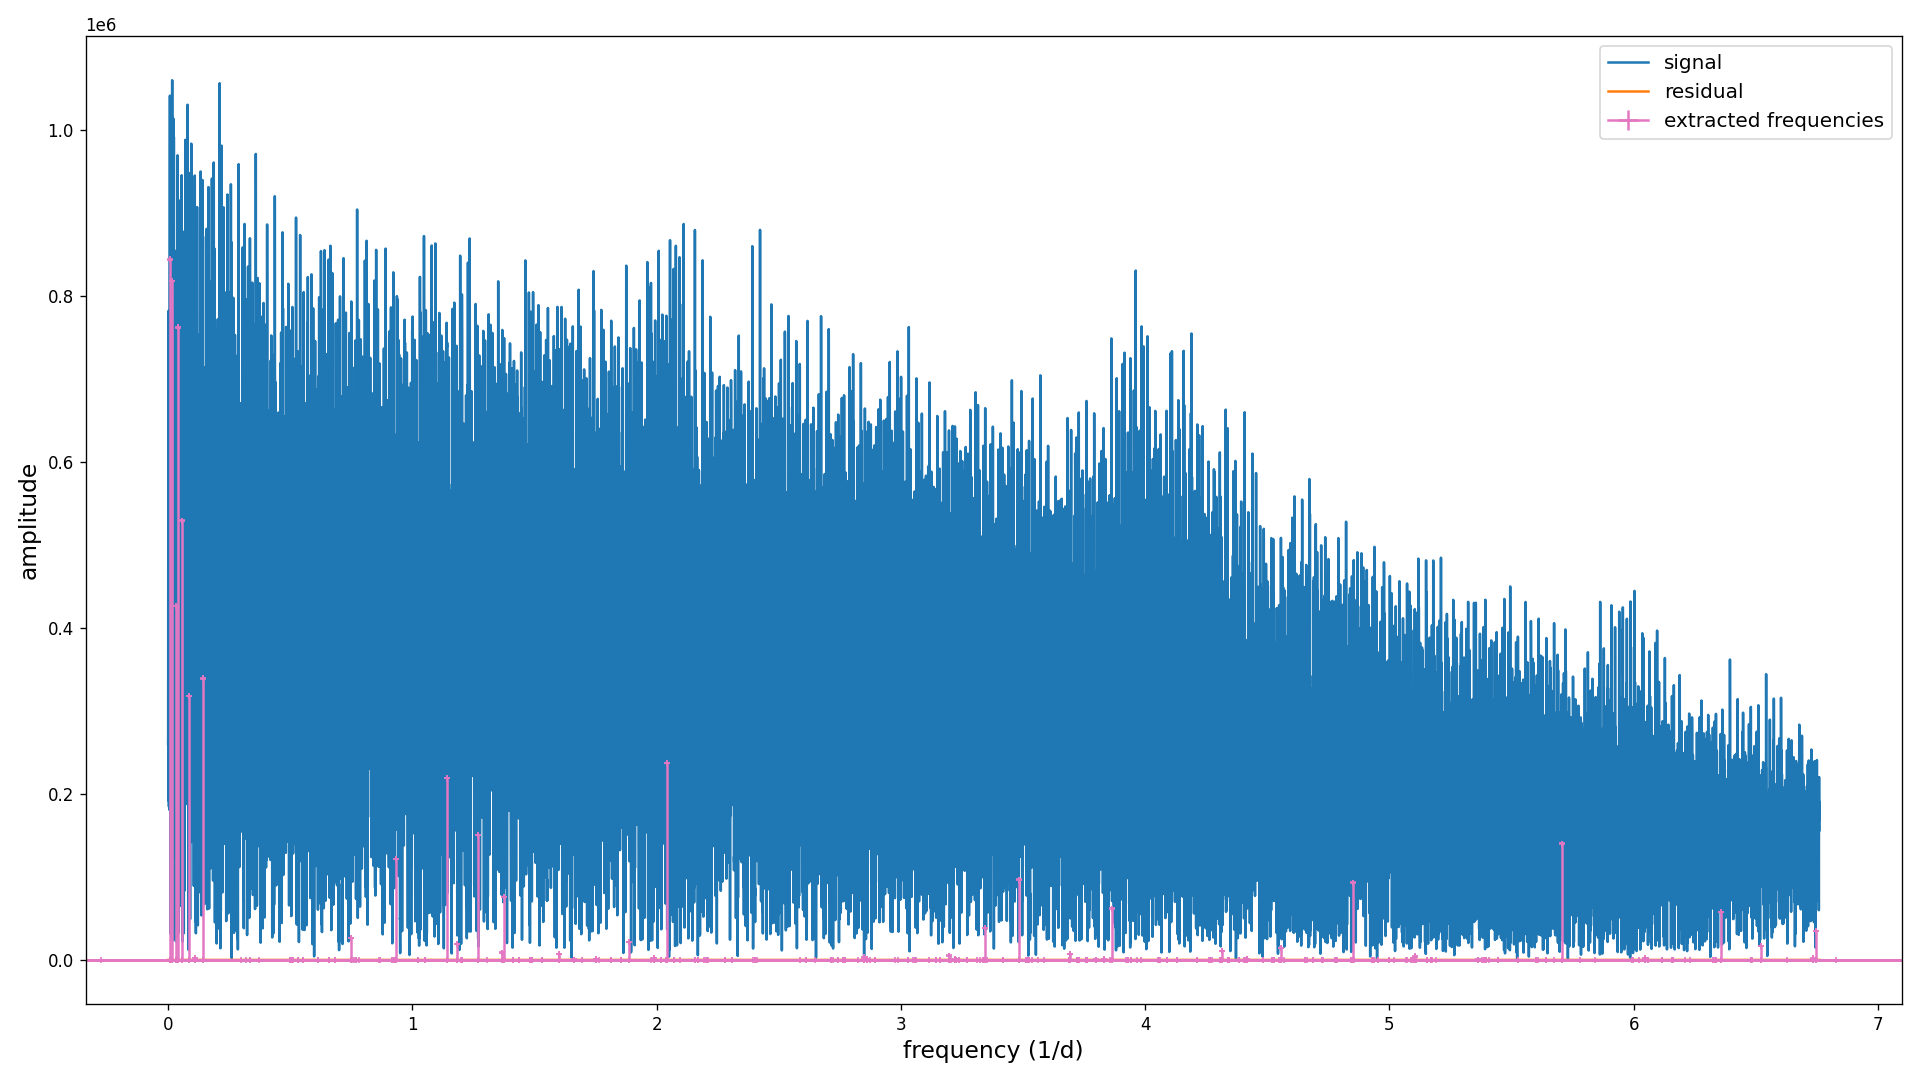 1e6
signal
residual
extracted frequencies
1.0
0.8
0.6
0.4
0.2
0.0
amplitude
0 1 2 3 4 5 6 7
frequency (1/d)